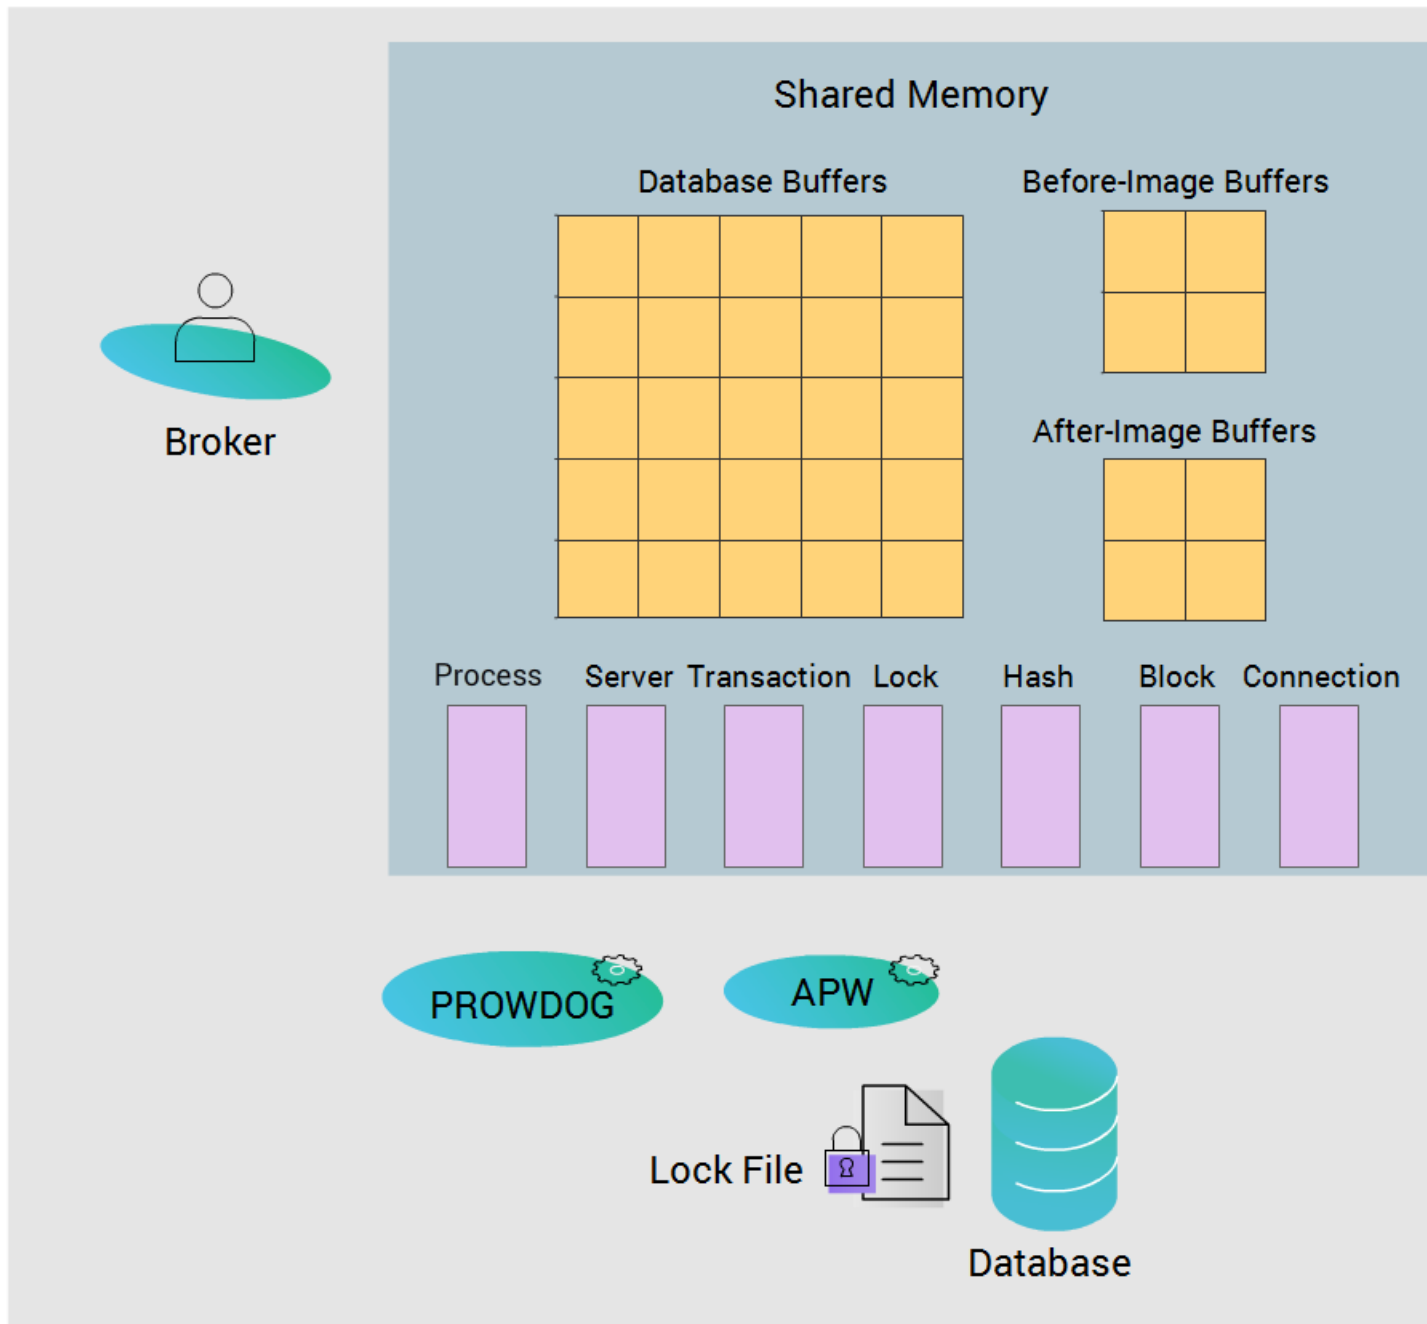 Shared Memory
Database Buffers
Before-Image Buffers
Broker
After-Image Buffers
Process Server Transaction Lock Hash Block Connection
PROWDOG
APW
Lock File
Database